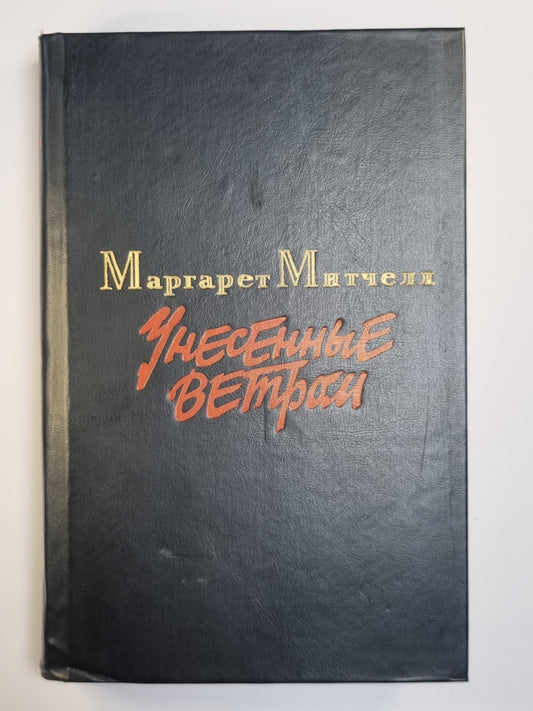 Маргарет Митчелл
Унесенные
ветром